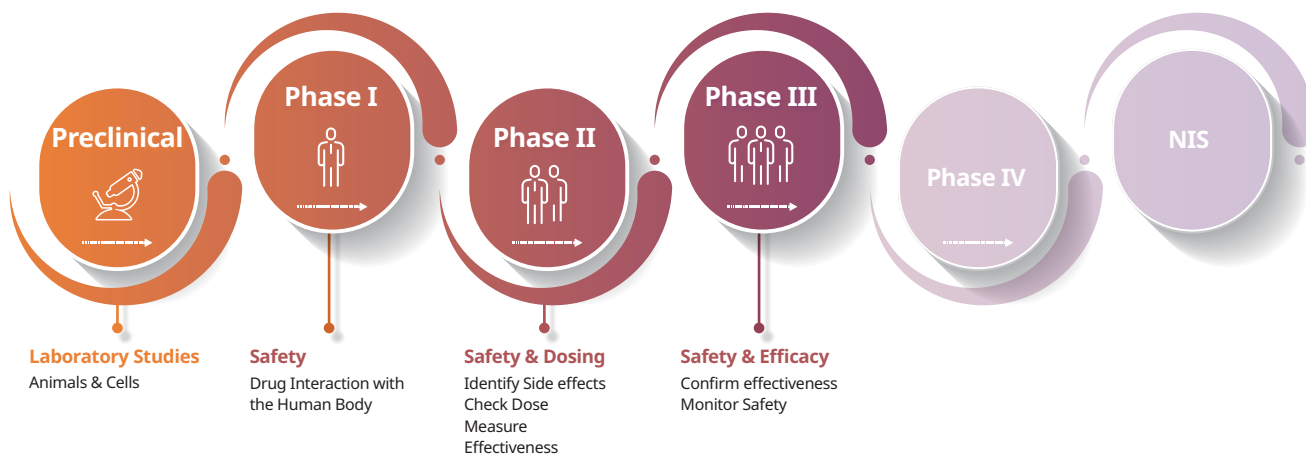 Preclinical
Phase I
Phase II
Phase III
Phase IV
NIS
Laboratory Studies
Animals & Cells
Safety
Drug Interaction with
the Human Body
Safety & Dosing
Identify Side effects
Check Dose
Measure
Effectiveness
Safety & Efficacy
Confirm effectiveness
Monitor Safety